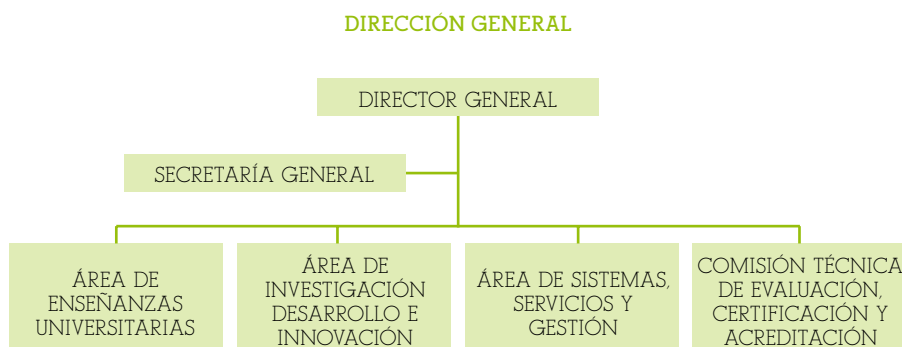 DIRECCIÓN GENERAL
DIRECTOR GENERAL
SECRETARÍA GENERAL
ÁREA DE
ENSEÑANZAS
UNIVERSITARIAS
ÁREA DE
INVESTIGACIÓN
DESARROLLO E
INNOVACIÓN
ÁREA DE SISTEMAS,
SERVICIOS Y
GESTIÓN
COMISIÓN TÉCNICA
DE EVALUACIÓN,
CERTIFICACIÓN Y
ACREDITACIÓN